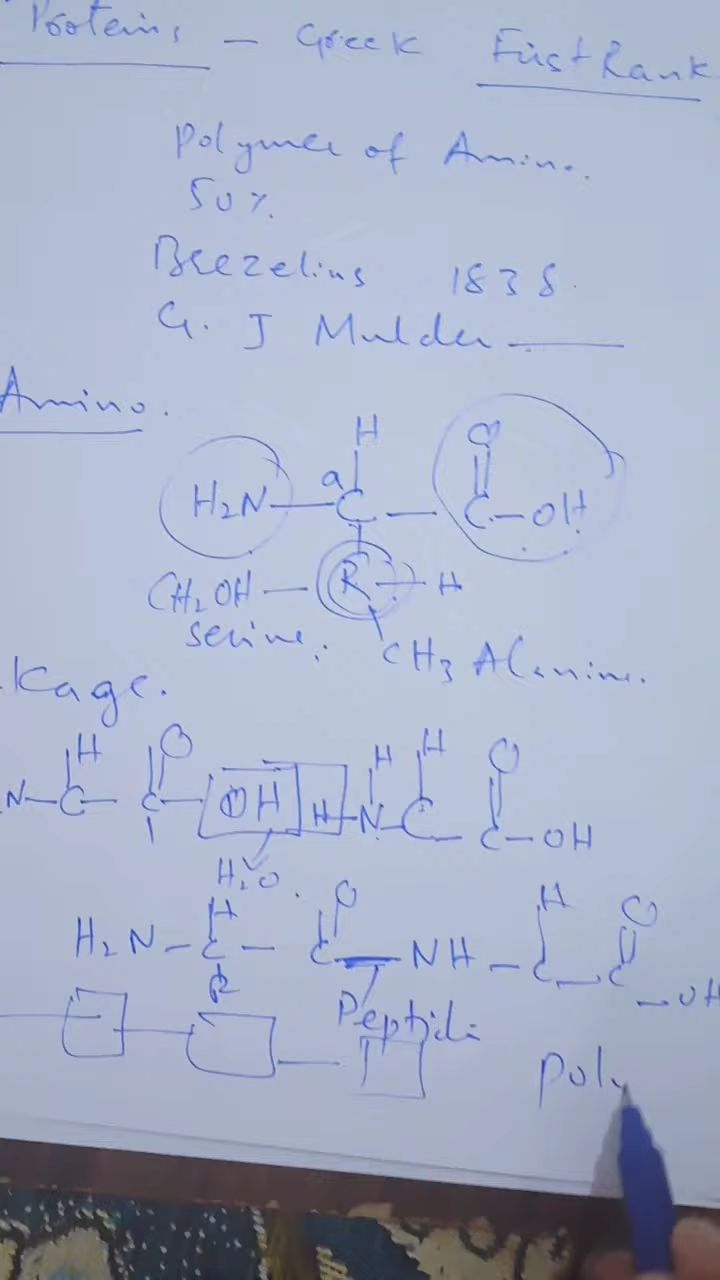 Proteins – Greek First Rank
Polymer of Amino.
50%.
Berzelius 1838.
G. J Mulder
Amino.
H O
H2N – C – C – OH
a
CH2OH – R – H
serine.
CH3 Alanine.
kage.
H O H H O
N – C – C – OH H – N – C – C – OH
H2O.
H O H O
H2N – C – C – NH – C – C – OH
R
Peptide
Poly